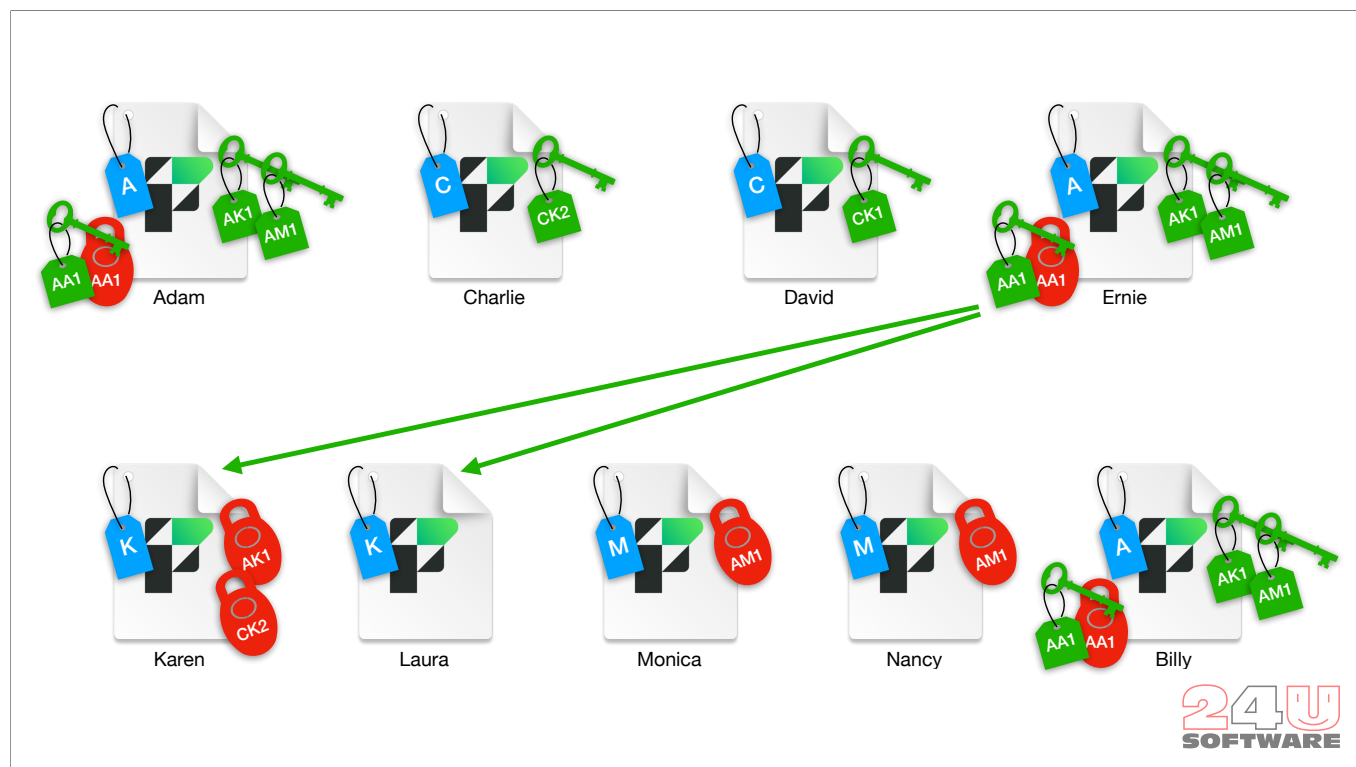 A
AK1
AM1
AA1
AA1
Adam
C
CK2
Charlie
C
CK1
David
A
AK1
AM1
AA1
AA1
Ernie
K
AK1
CK2
Karen
K
Laura
M
AM1
Monica
M
AM1
Nancy
A
AK1
AM1
AA1
AA1
Billy
24U
SOFTWARE